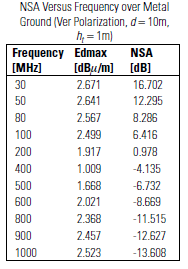 NSA Versus Frequency over Metal
Ground (Ver Polarization, d = 10m,
hₜ = 1m)
Frequency Edmax NSA
[MHz] [dBμ/m] [dB]
30 2.671 16.702
50 2.641 12.295
80 2.567 8.286
100 2.499 6.416
200 1.917 0.978
400 1.009 -4.135
500 1.668 -6.732
600 2.021 -8.669
800 2.368 -11.515
900 2.457 -12.627
1000 2.523 -13.608